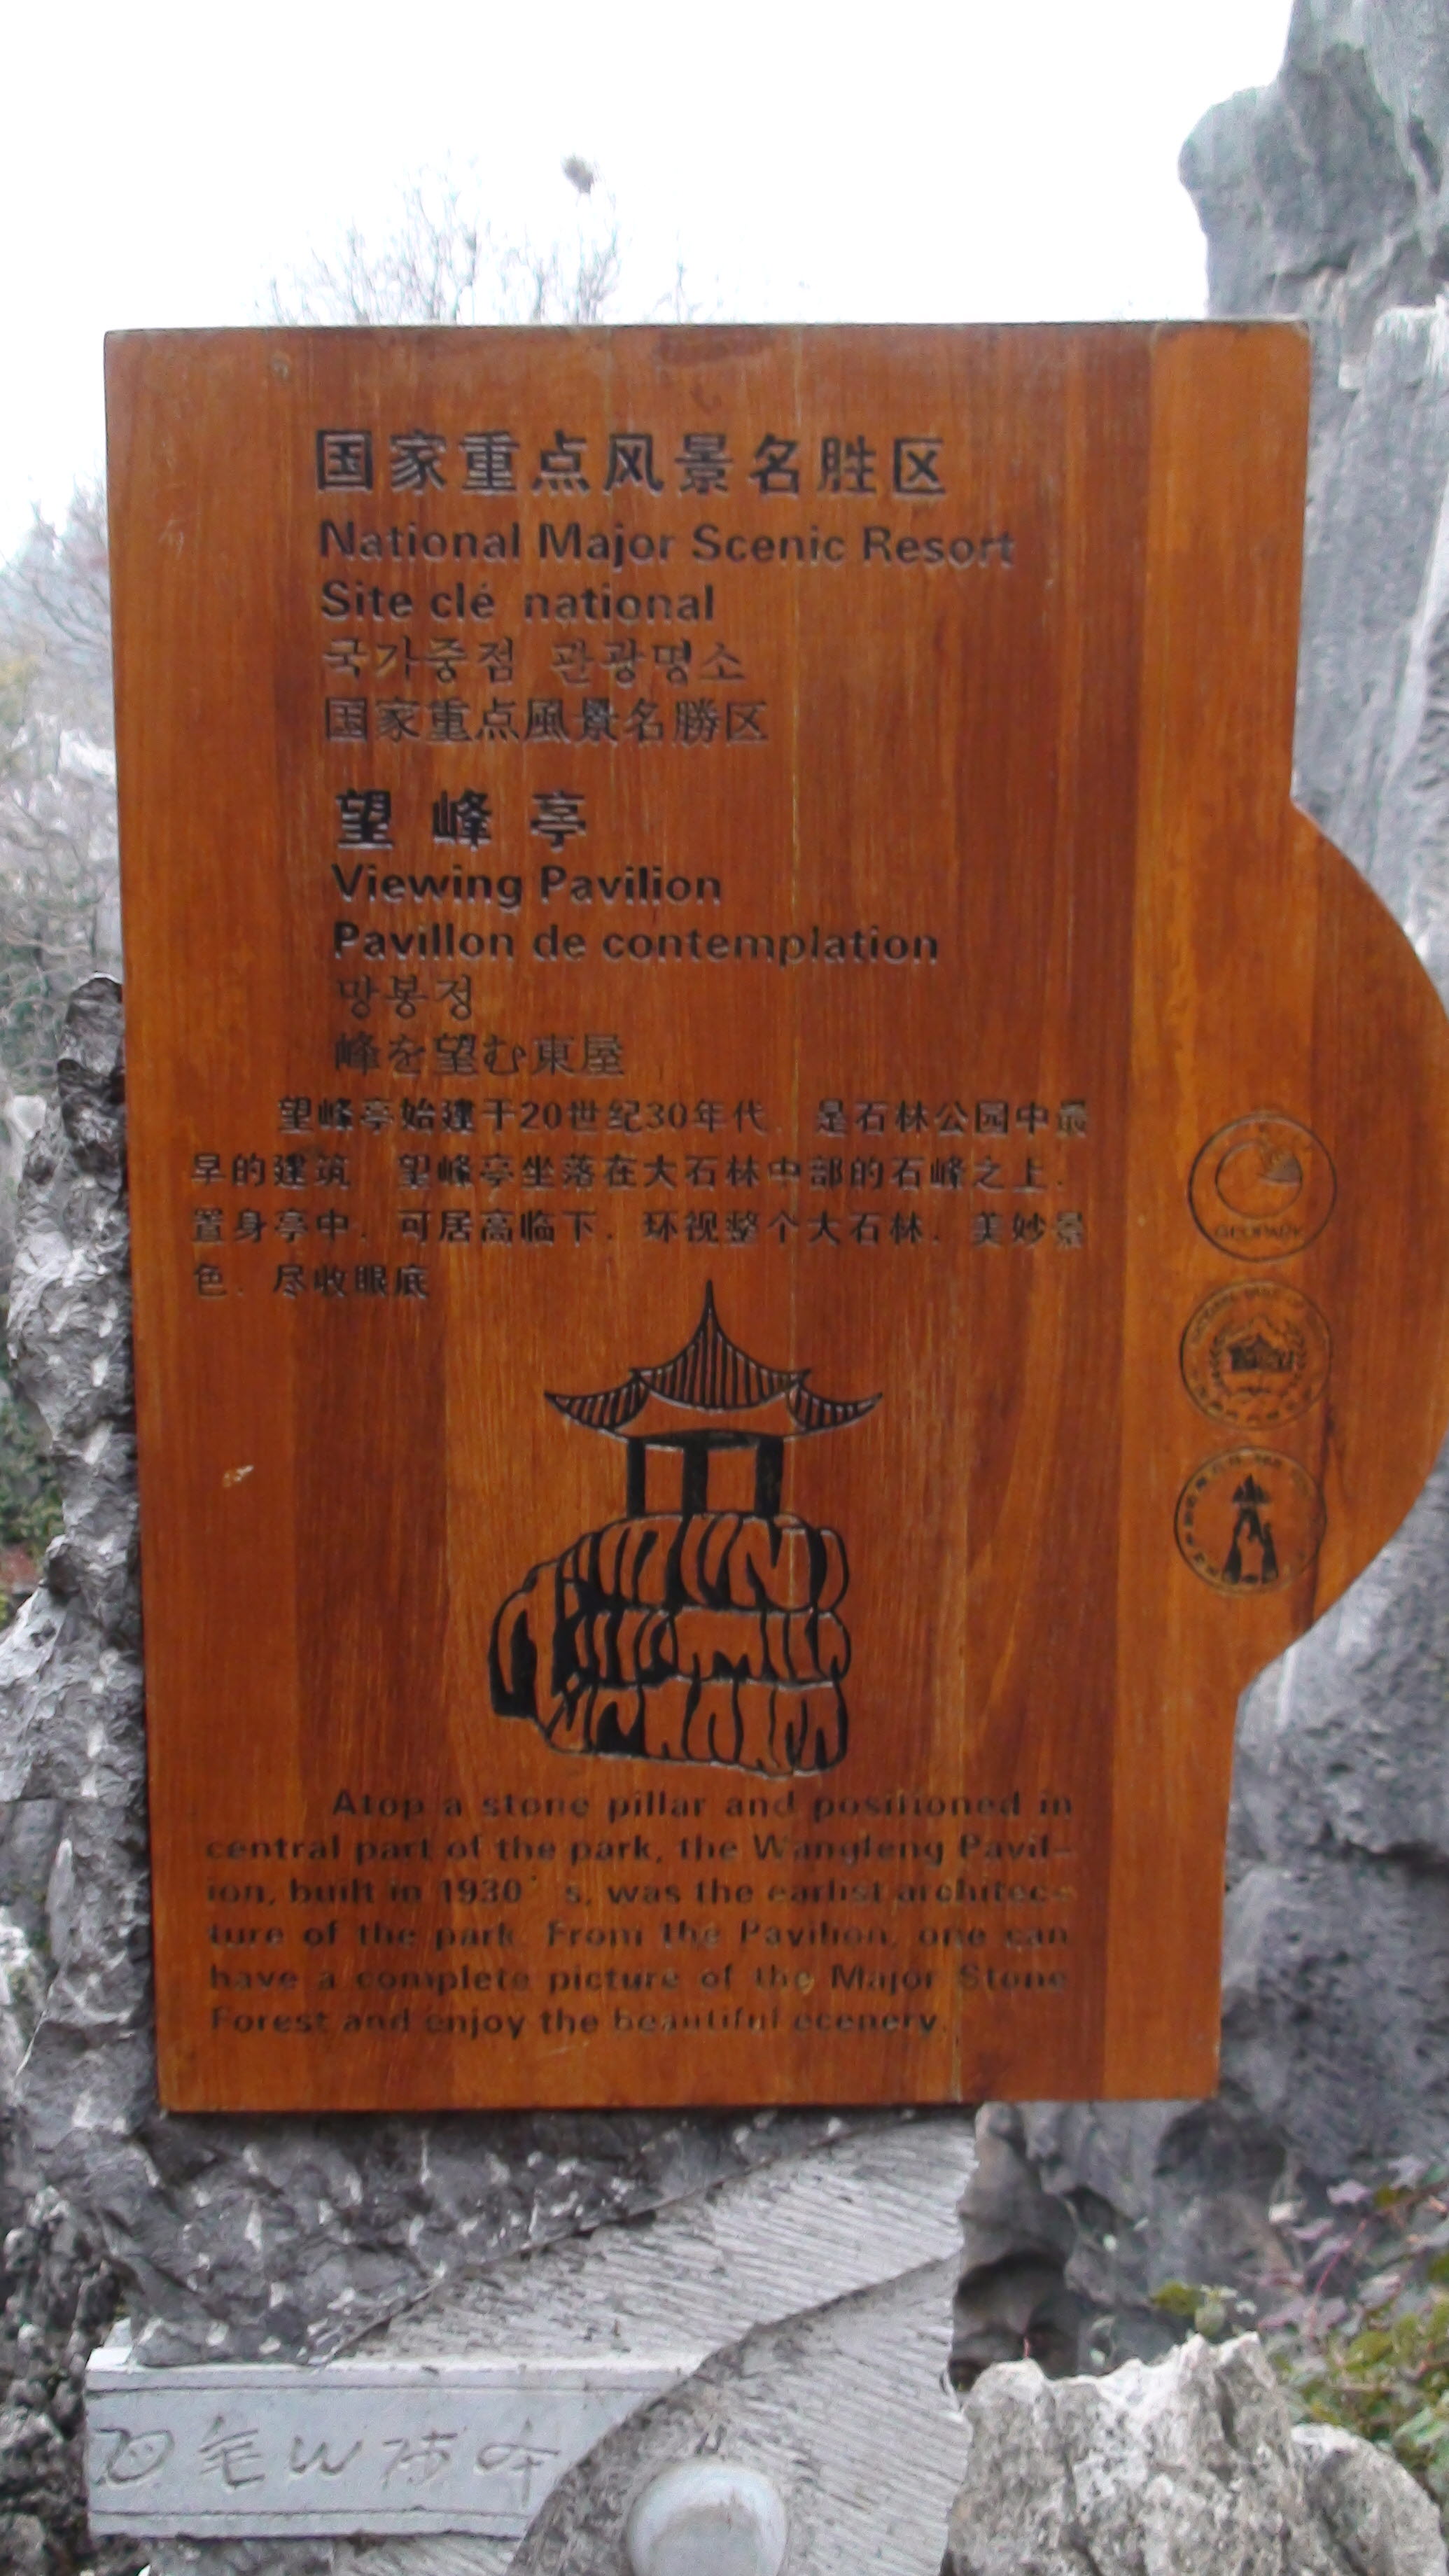 国家重点风景名胜区
National Major Scenic Resort
Site clé national
국가중점 관광명소
国家重点風景名勝区
望峰亭
Viewing Pavilion
Pavillon de contemplation
망봉정
峰を望む東屋
望峰亭始建于20世纪30年代,是石林公园中最
早的建筑 望峰亭坐落在大石林中部的石峰之上,
置身亭中,可居高临下,环视整个大石林,美妙景
色,尽收眼底
GEOPARK
Atop a stone pillar and positioned in
central part of the park, the Wangfeng Pavil-
ion, built in 1930's, was the earlist architec-
ture of the park. From the Pavilion, one can
have a complete picture of the Major Stone
Forest and enjoy the beautiful ecenery.